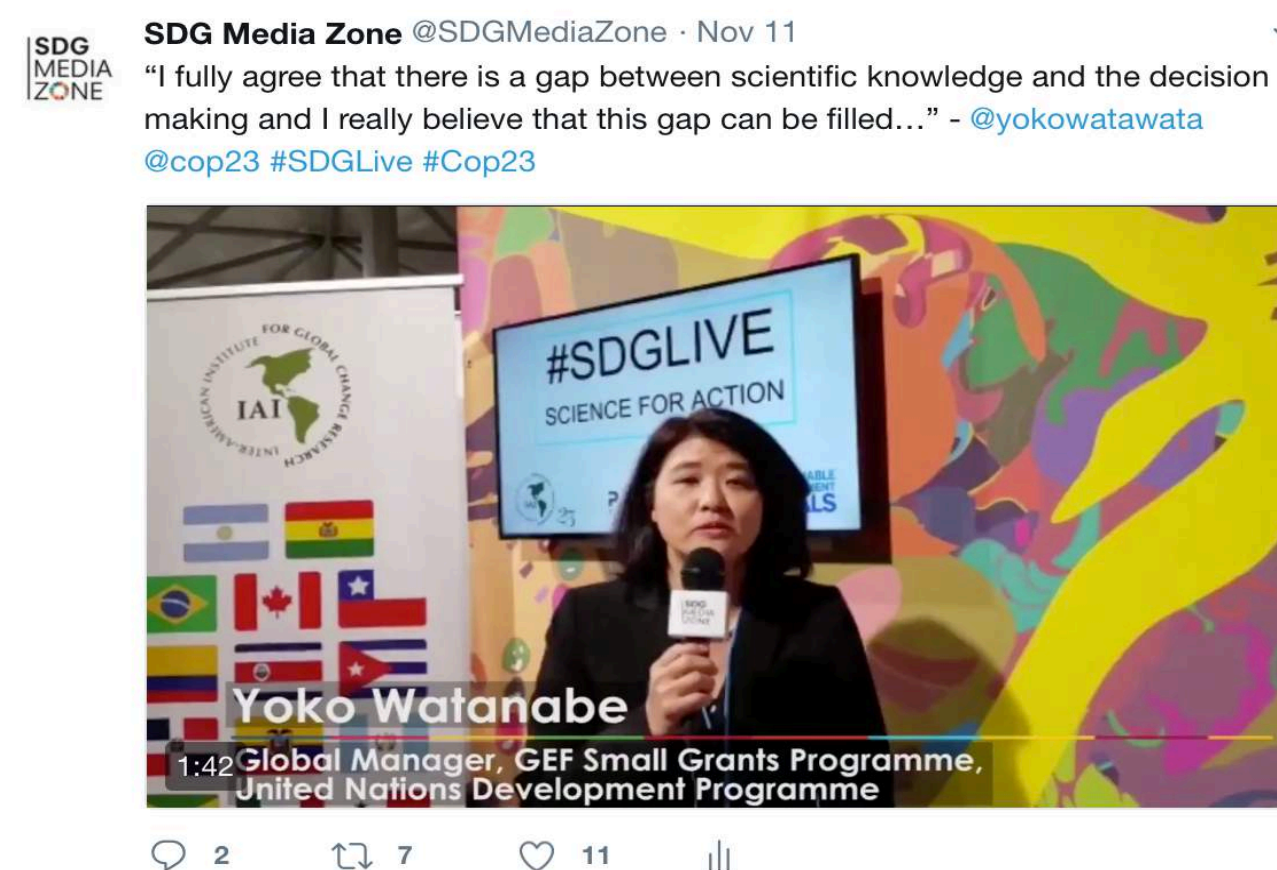 SDG
MEDIA
ZONE
SDG Media Zone @SDGMediaZone · Nov 11
“I fully agree that there is a gap between scientific knowledge and the decision
making and I really believe that this gap can be filled…” - @yokowatawata
@cop23 #SDGLive #Cop23
INTER-AMERICAN INSTITUTE FOR GLOBAL CHANGE RESEARCH
IAI
#SDGLIVE
SCIENCE FOR ACTION
SDG
MEDIA
ZONE
Yoko Watanabe
1:42
Global Manager, GEF Small Grants Programme,
United Nations Development Programme
2 7 11